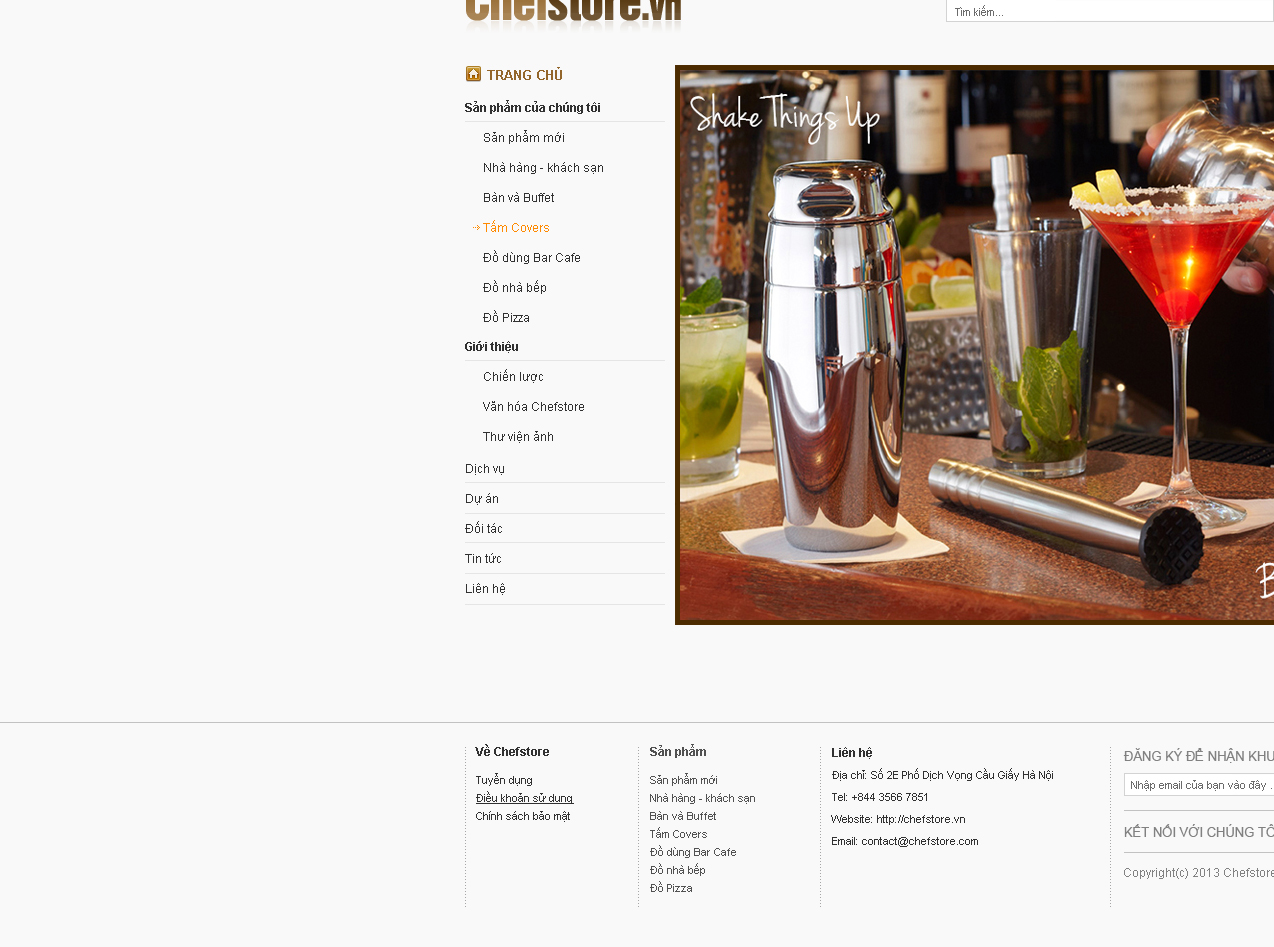 Chefstore.vn
Tìm kiếm...
TRANG CHỦ
Sản phẩm của chúng tôi
Sản phẩm mới
Nhà hàng - khách sạn
Bàn và Buffet
Tấm Covers
Đồ dùng Bar Cafe
Đồ nhà bếp
Đồ Pizza
Giới thiệu
Chiến lược
Văn hóa Chefstore
Thư viện ảnh
Dịch vụ
Dự án
Đối tác
Tin tức
Liên hệ
Shake Things Up
B
Về Chefstore
Tuyển dụng
Điều khoản sử dụng
Chính sách bảo mật
Sản phẩm
Sản phẩm mới
Nhà hàng - khách sạn
Bàn và Buffet
Tấm Covers
Đồ dùng Bar Cafe
Đồ nhà bếp
Đồ Pizza
Liên hệ
Địa chỉ: Số 2E Phố Dịch Vọng Cầu Giấy Hà Nội
Tel: +844 3566 7851
Website: http://chefstore.vn
Email: contact@chefstore.com
ĐĂNG KÝ ĐỂ NHẬN KHU
Nhập email của bạn vào đây .
KẾT NỐI VỚI CHÚNG TÔ
Copyright(c) 2013 Chefstore